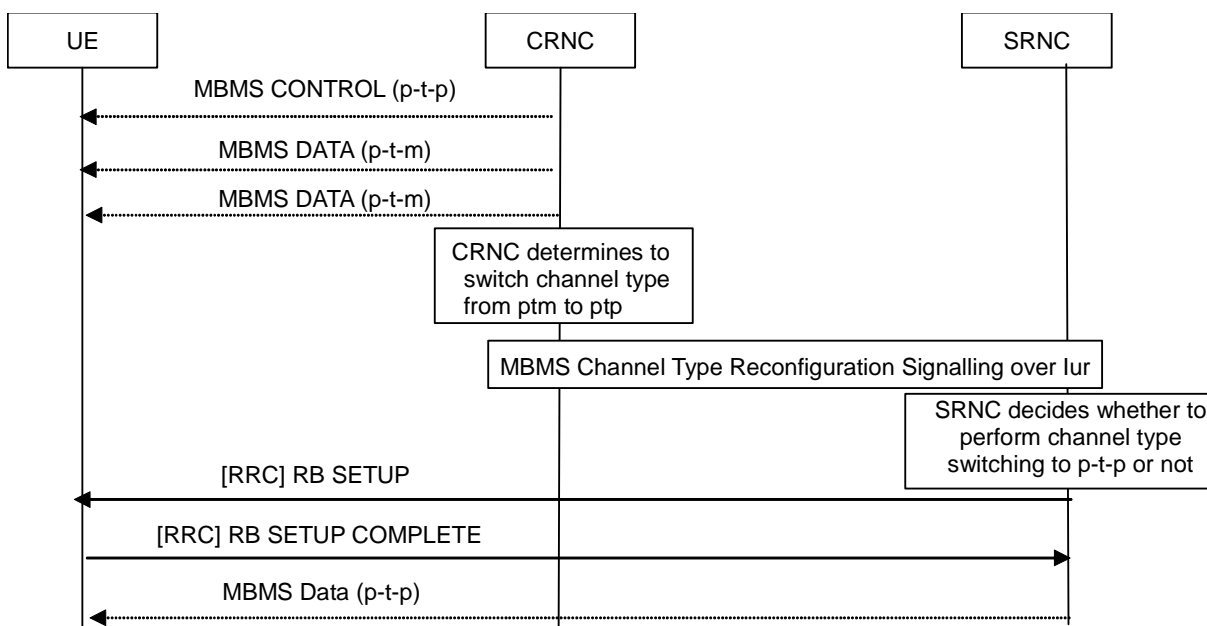 UE
CRNC
SRNC
MBMS CONTROL (p-t-p)
MBMS DATA (p-t-m)
MBMS DATA (p-t-m)
CRNC determines to
switch channel type
from ptm to ptp
MBMS Channel Type Reconfiguration Signalling over Iur
SRNC decides whether to
perform channel type
switching to p-t-p or not
[RRC] RB SETUP
[RRC] RB SETUP COMPLETE
MBMS Data (p-t-p)